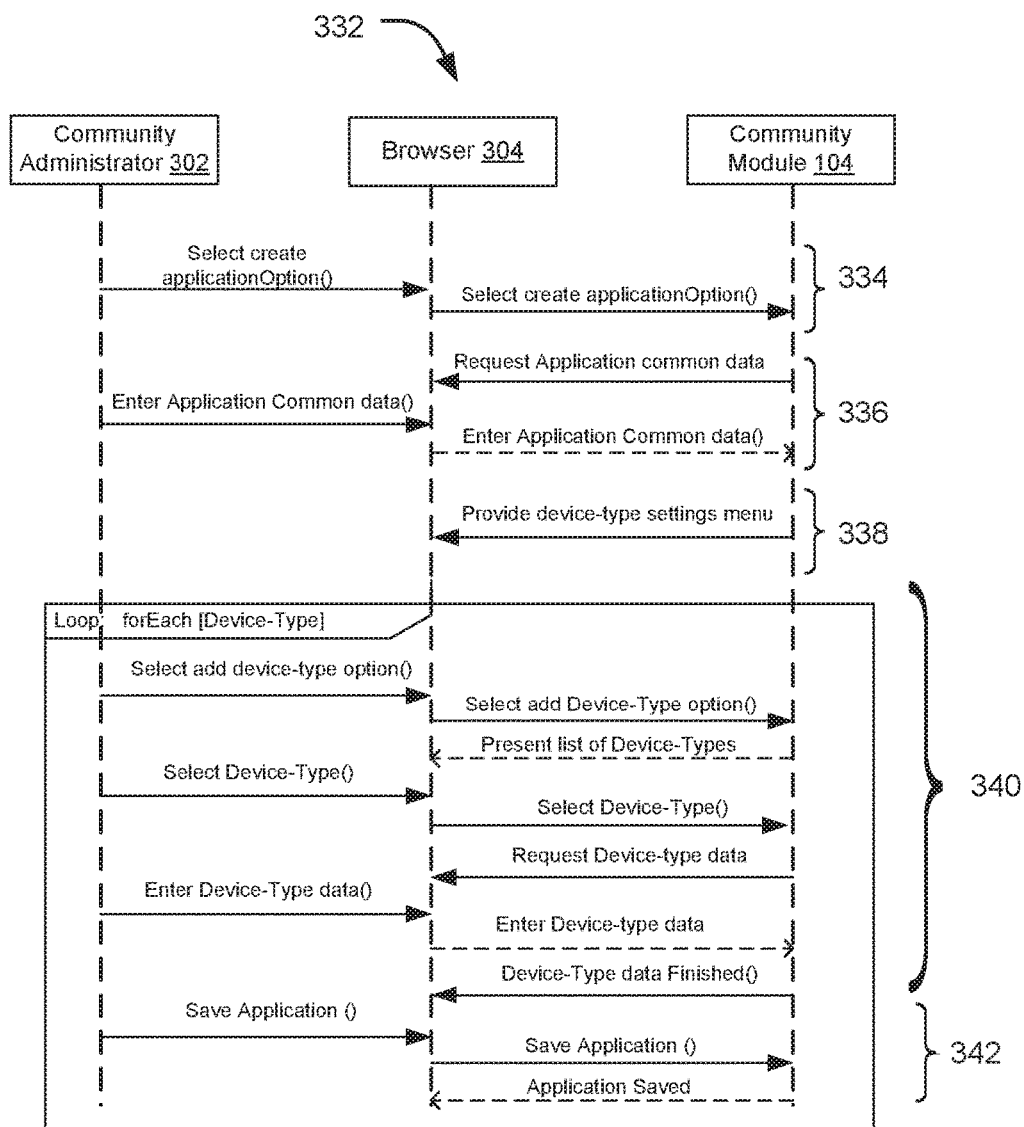 332
Community
Administrator 302
Browser 304
Community
Module 104
Select create
applicationOption()
Select create applicationOption()
334
Request Application common data
Enter Application Common data()
Enter Application Common data()
336
Provide device-type settings menu
338
Loop forEach [Device-Type]
Select add device-type option()
Select add Device-Type option()
Present list of Device-Types
Select Device-Type()
Select Device-Type()
340
Request Device-type data
Enter Device-Type data()
Enter Device-type data
Device-Type data Finished()
Save Application ()
Save Application ()
342
Application Saved